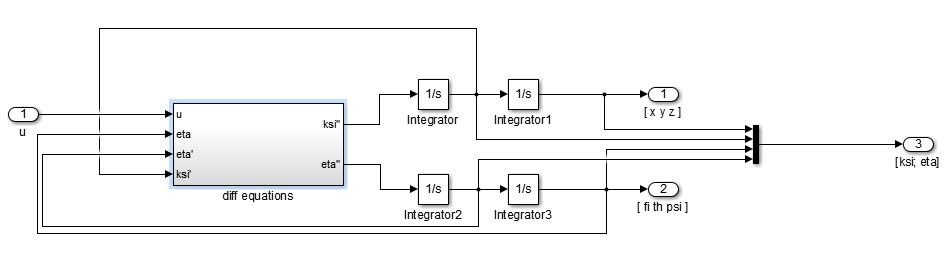 1
u
u
eta
eta'
ksi'
ksi''
eta''
diff equations
1/s
Integrator
1/s
Integrator1
1/s
Integrator2
1/s
Integrator3
1
[ x y z ]
2
[ fi th psi ]
3
[ksi; eta]